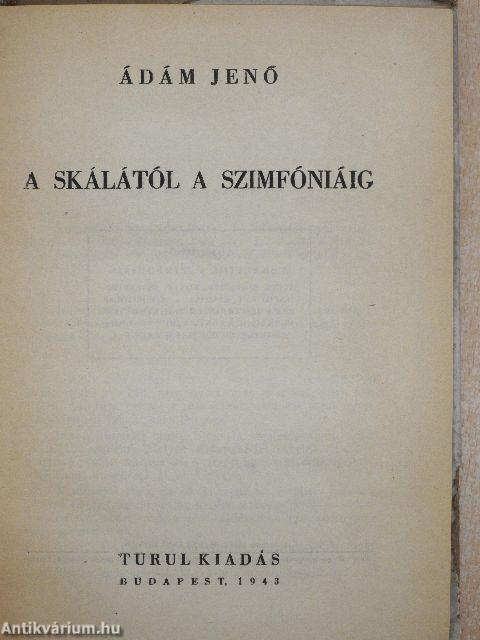 ÁDÁM JENŐ
A SKÁLÁTÓL A SZIMFÓNIÁIG
TURUL KIADÁS
BUDAPEST, 1943
Antikvárium.hu